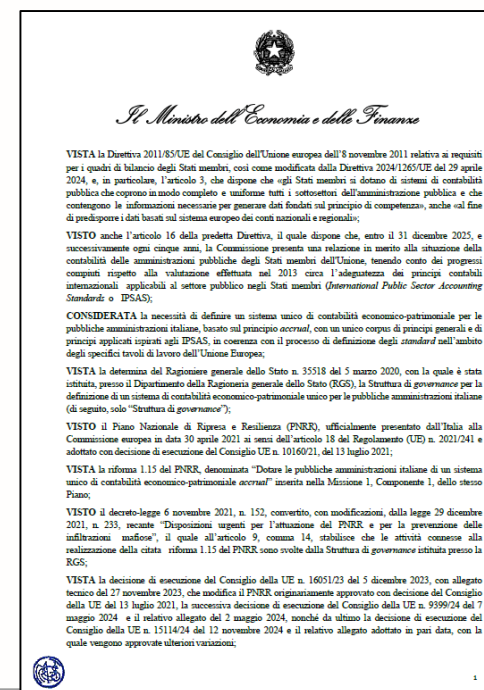 Il Ministro dell'Economia e delle Finanze
VISTA la Direttiva 2011/85/UE del Consiglio dell'Unione europea dell'8 novembre 2011 relativa ai requisiti
per i quadri di bilancio degli Stati membri, così come modificata dalla Direttiva 2024/1265/UE del 29 aprile
2024, e, in particolare, l'articolo 3, che dispone che «gli Stati membri si dotano di sistemi di contabilità
pubblica che coprono in modo completo e uniforme tutti i sottosettori dell'amministrazione pubblica e che
contengono le informazioni necessarie per generare dati fondati sul principio di competenza», anche «al fine
di predisporre i dati basati sul sistema europeo dei conti nazionali e regionali»;
VISTO anche l'articolo 16 della predetta Direttiva, il quale dispone che, entro il 31 dicembre 2025, e
successivamente ogni cinque anni, la Commissione presenta una relazione in merito alla situazione della
contabilità delle amministrazioni pubbliche degli Stati membri dell'Unione, tenendo conto dei progressi
compiuti rispetto alla valutazione effettuata nel 2013 circa l'adeguatezza dei principi contabili
internazionali applicabili al settore pubblico negli Stati membri (International Public Sector Accounting
Standards o IPSAS);
CONSIDERATA la necessità di definire un sistema unico di contabilità economico-patrimoniale per le
pubbliche amministrazioni italiane, basato sul principio accrual, con un unico corpus di principi generali e di
principi applicati ispirati agli IPSAS, in coerenza con il processo di definizione degli standard nell'ambito
degli specifici tavoli di lavoro dell'Unione Europea;
VISTA la determina del Ragioniere generale dello Stato n. 35518 del 5 marzo 2020, con la quale è stata
istituita, presso il Dipartimento della Ragioneria generale dello Stato (RGS), la Struttura di governance per la
definizione di un sistema di contabilità economico-patrimoniale unico per le pubbliche amministrazioni italiane
(di seguito, solo "Struttura di governance");
VISTO il Piano Nazionale di Ripresa e Resilienza (PNRR), ufficialmente presentato dall'Italia alla
Commissione europea in data 30 aprile 2021 ai sensi dell'articolo 18 del Regolamento (UE) n. 2021/241 e
adottato con decisione di esecuzione del Consiglio UE n. 10160/21, del 13 luglio 2021;
VISTA la riforma 1.15 del PNRR, denominata "Dotare le pubbliche amministrazioni italiane di un sistema
unico di contabilità economico-patrimoniale accrual" inserita nella Missione 1, Componente 1, dello stesso
Piano;
VISTO il decreto-legge 6 novembre 2021, n. 152, convertito, con modificazioni, dalla legge 29 dicembre
2021, n. 233, recante "Disposizioni urgenti per l'attuazione del PNRR e per la prevenzione delle
infiltrazioni mafiose", il quale all'articolo 9, comma 14, stabilisce che le attività connesse alla
realizzazione della citata riforma 1.15 del PNRR sono svolte dalla Struttura di governance istituita presso la
RGS;
VISTA la decisione di esecuzione del Consiglio della UE n. 16051/23 del 5 dicembre 2023, con allegato
tecnico del 27 novembre 2023, che modifica il PNRR originariamente approvato con decisione del Consiglio
della UE del 13 luglio 2021, la successiva decisione di esecuzione del Consiglio della UE n. 9399/24 del 7
maggio 2024 e il relativo allegato del 2 maggio 2024, nonché da ultimo la decisione di esecuzione del
Consiglio della UE n. 15114/24 del 12 novembre 2024 e il relativo allegato adottato in pari data, con la
quale vengono approvate ulteriori variazioni;
1